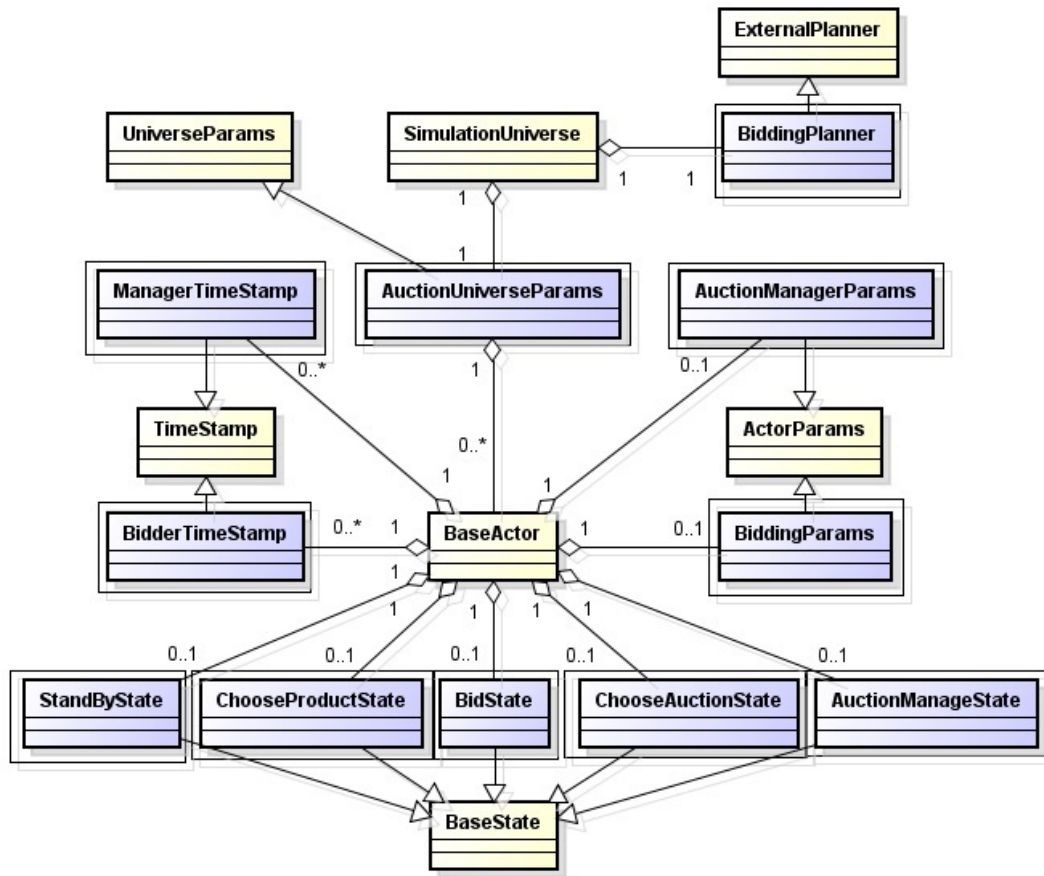 ExternalPlanner
UniverseParams
SimulationUniverse
BiddingPlanner
1
1
1
1
ManagerTimeStamp
AuctionUniverseParams
AuctionManagerParams
0..*
1
0..1
TimeStamp
ActorParams
0..*
1
1
BidderTimeStamp
0..*
1
BaseActor
1
0..1
BiddingParams
1
1
1
1
1
0..1
0..1
0..1
0..1
0..1
StandByState
ChooseProductState
BidState
ChooseAuctionState
AuctionManageState
BaseState